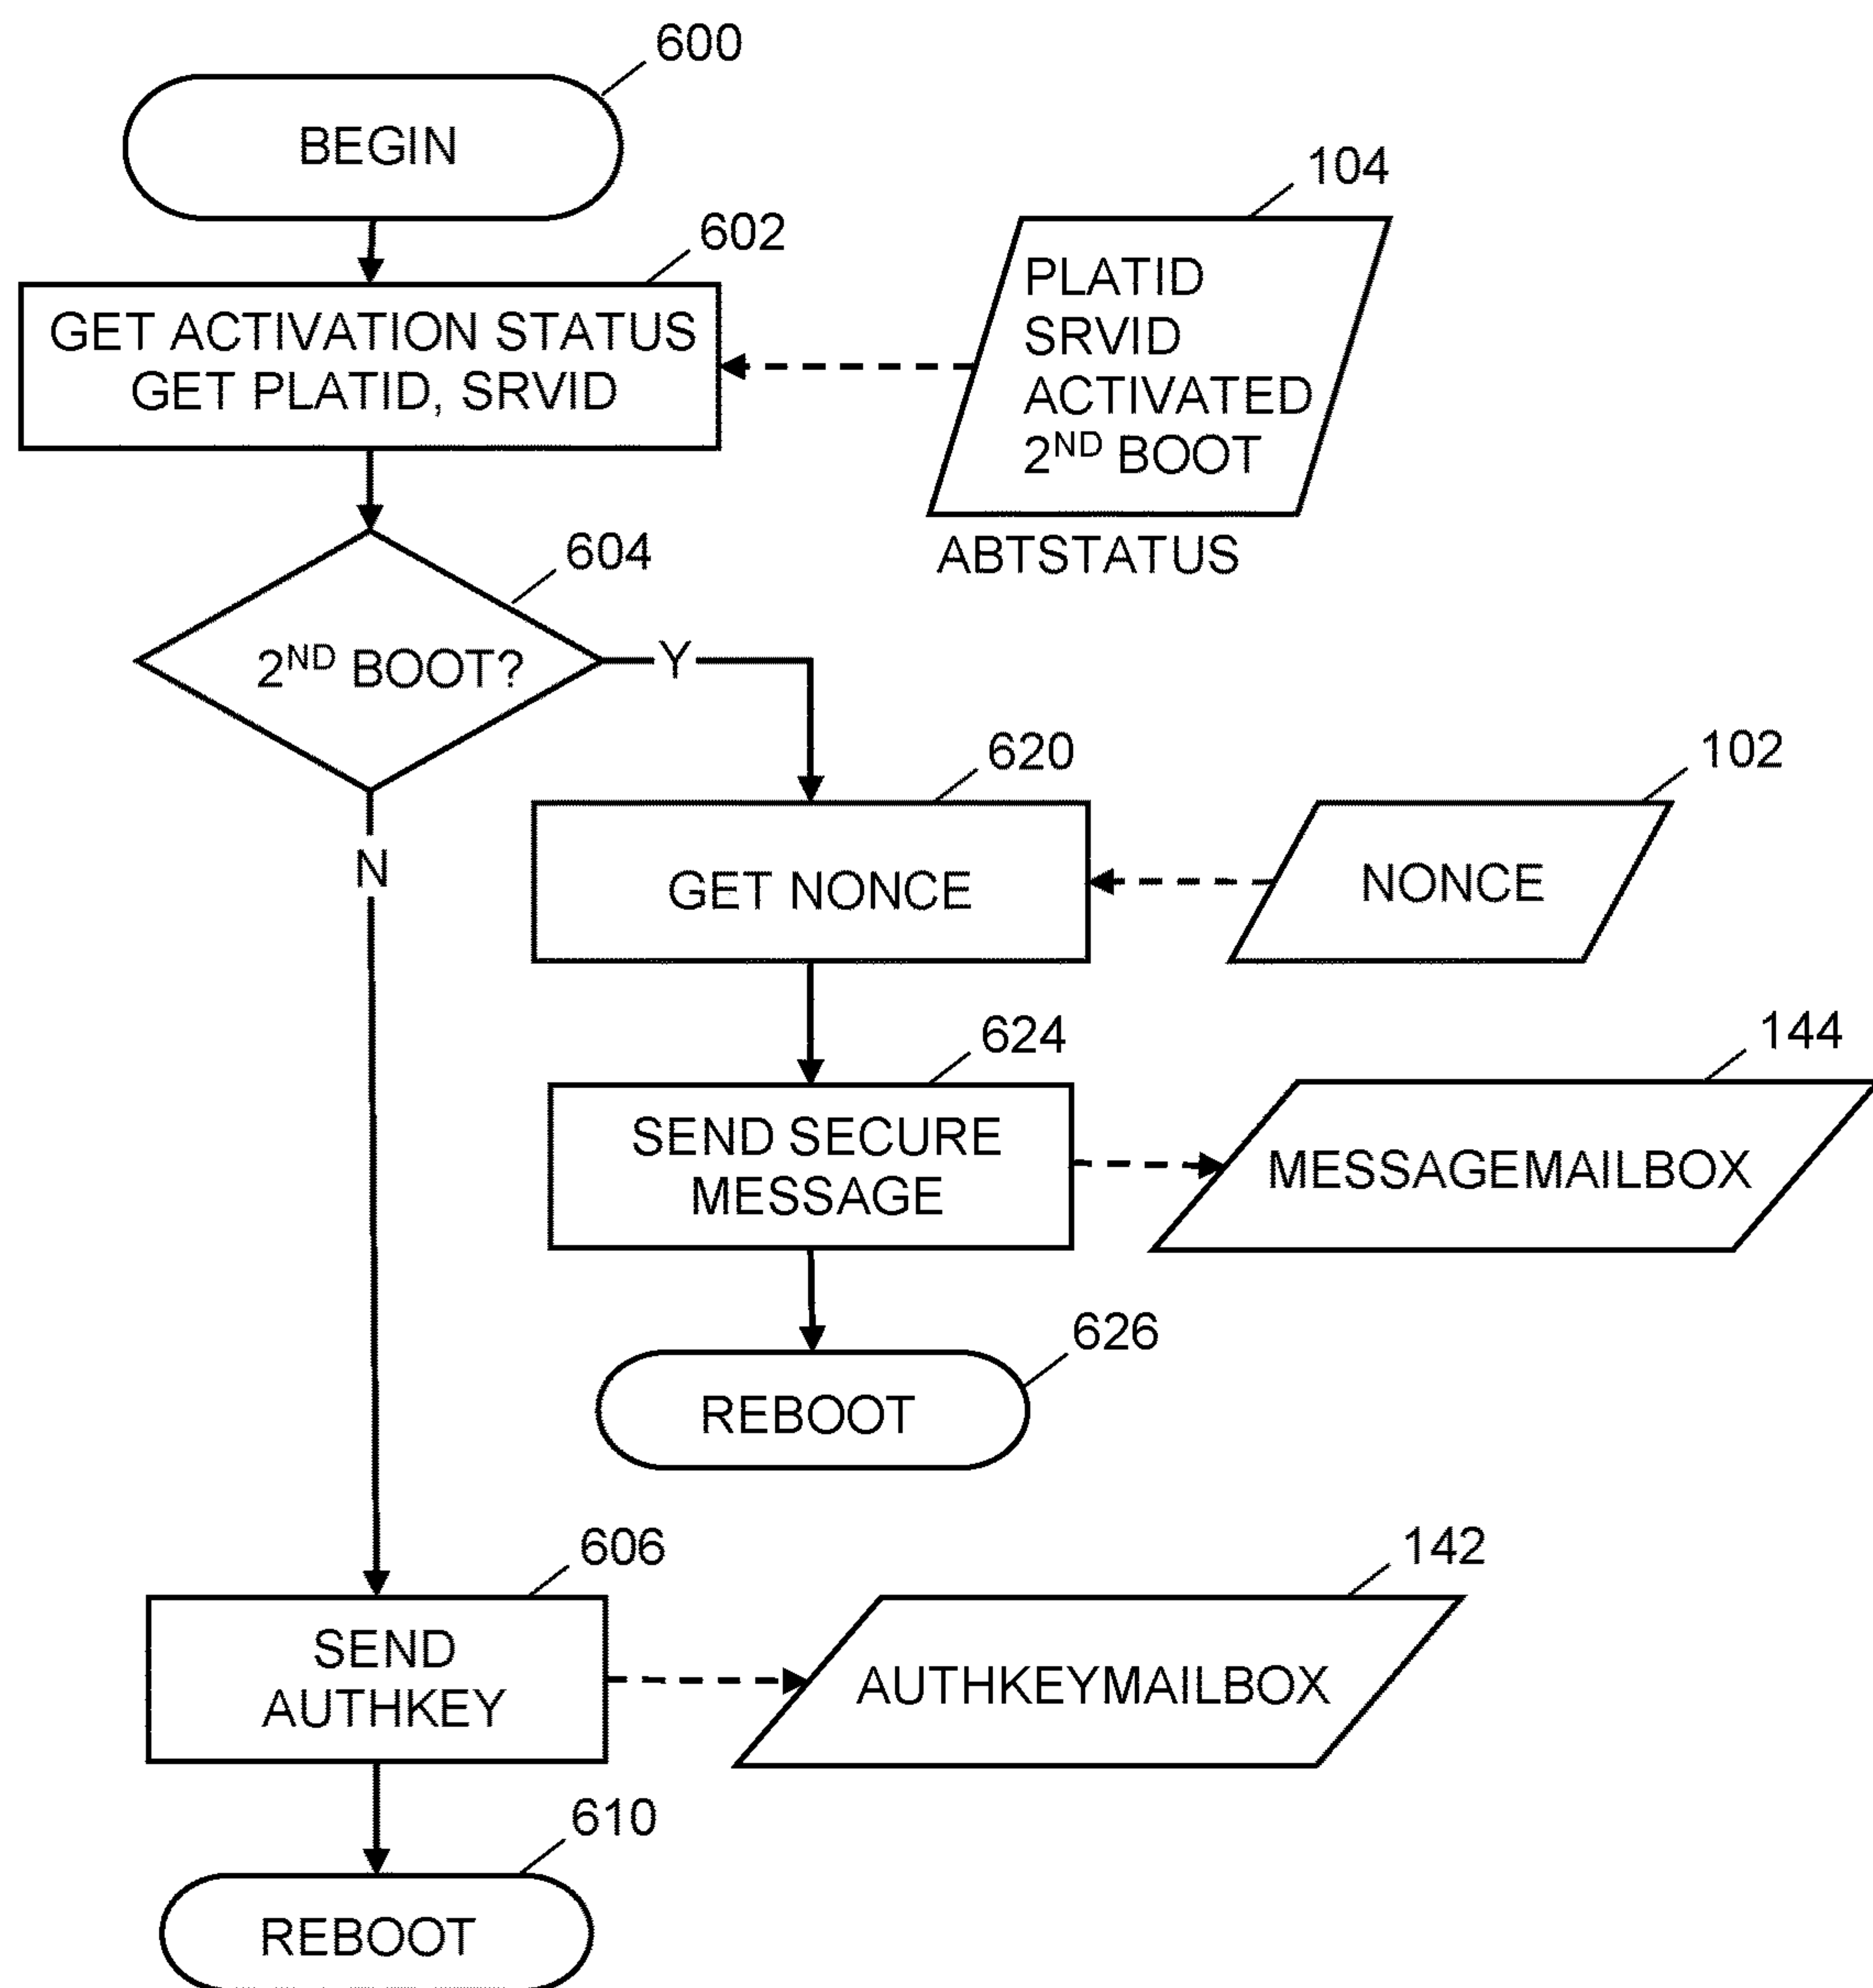 600
BEGIN
104
602
PLATID
SRVID
ACTIVATED
2ND BOOT
GET ACTIVATION STATUS
GET PLATID, SRVID
ABTSTATUS
604
2ND BOOT?
Y
620
102
N
GET NONCE
NONCE
624
144
SEND SECURE
MESSAGE
MESSAGEMAILBOX
626
REBOOT
606
142
SEND
AUTHKEY
AUTHKEYMAILBOX
610
REBOOT